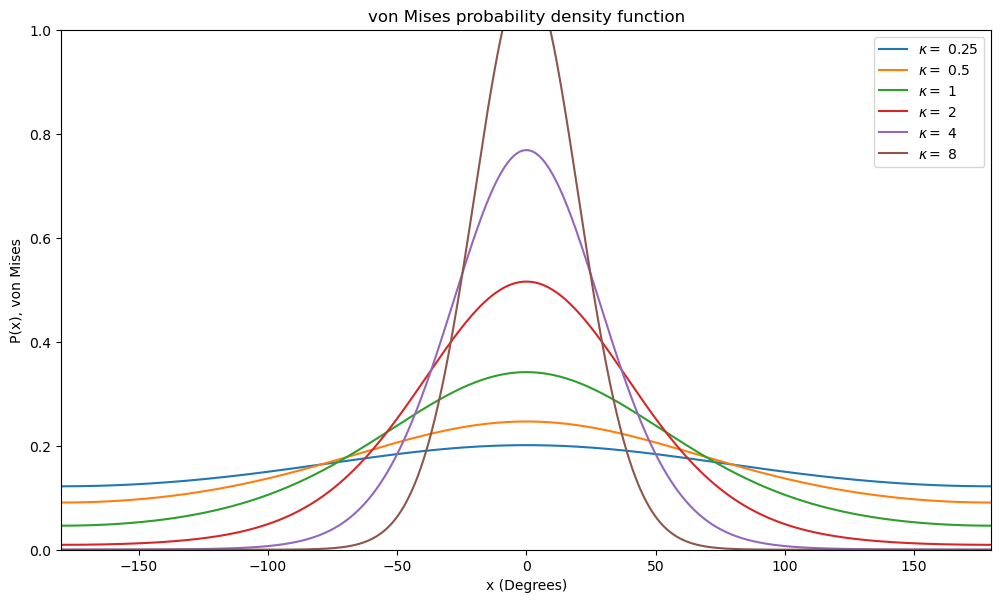 von Mises probability density function
P(x), von Mises
1.0
0.8
0.6
0.4
0.2
0.0
κ = 0.25
κ = 0.5
κ = 1
κ = 2
κ = 4
κ = 8
−150 −100 −50 0 50 100 150
x (Degrees)